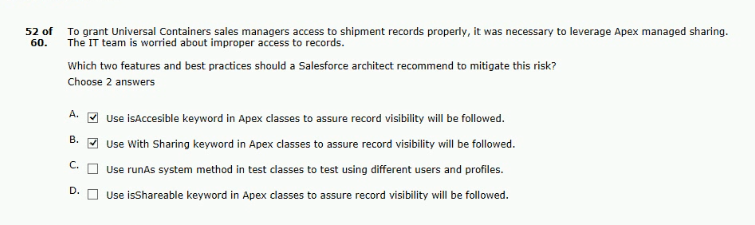 52 of To grant Universal Containers sales managers access to shipment records properly, it was necessary to leverage Apex managed sharing.
60. The IT team is worried about improper access to records.
Which two features and best practices should a Salesforce architect recommend to mitigate this risk?
Choose 2 answers
A. Use isAccesible keyword in Apex classes to assure record visibility will be followed.
B. Use With Sharing keyword in Apex classes to assure record visibility will be followed.
C. Use runAs system method in test classes to test using different users and profiles.
D. Use isShareable keyword in Apex classes to assure record visibility will be followed.